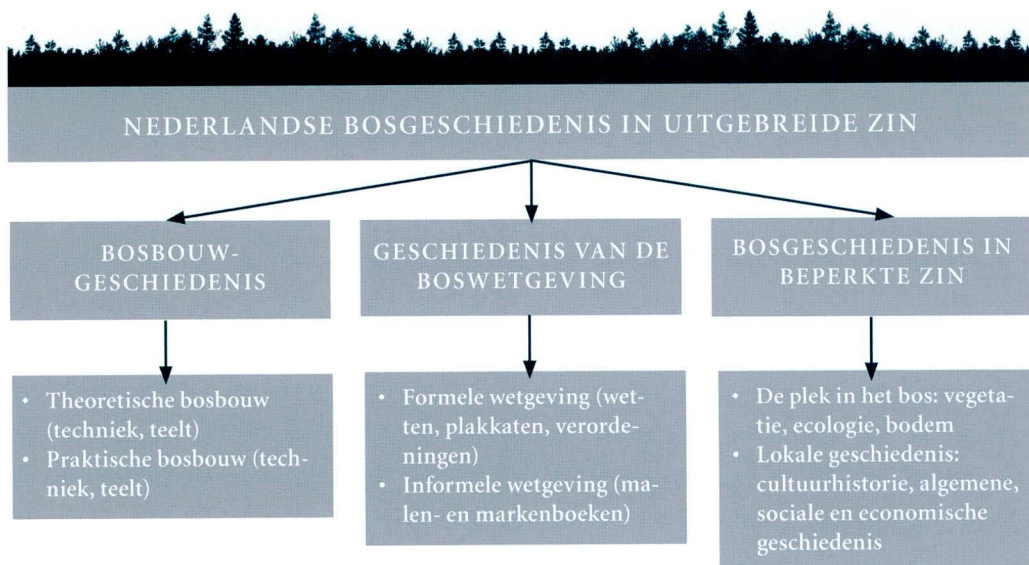 NEDERLANDSE BOSGESCHIEDENIS IN UITGEBREIDE ZIN
BOSBOUW-
GESCHIEDENIS
GESCHIEDENIS VAN DE
BOSWETGEVING
BOSGESCHIEDENIS IN
BEPERKTE ZIN
• Theoretische bosbouw
(techniek, teelt)
• Praktische bosbouw (tech-
niek, teelt)
• Formele wetgeving (wet-
ten, plakkaten, verorde-
ningen)
• Informele wetgeving (ma-
len- en markenboeken)
• De plek in het bos: vegeta-
tie, ecologie, bodem
• Lokale geschiedenis:
cultuurhistorie, algemene,
sociale en economische
geschiedenis